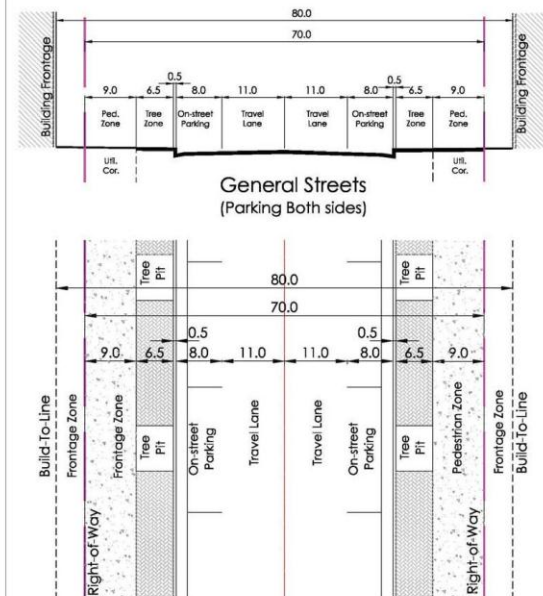 80.0
70.0
0.5
0.5
9.0 6.5 8.0 11.0 11.0 8.0 6.5 9.0
Building Frontage
Ped. Zone
Tree Zone
On-street Parking
Travel Lane
Travel Lane
On-street Parking
Tree Zone
Ped. Zone
Building Frontage
Util. Cor.
Util. Cor.
General Streets
(Parking Both sides)
Tree Pit
Tree Pit
80.0
70.0
0.5
0.5
9.0 6.5 8.0 11.0 11.0 8.0 6.5 9.0
Build-To-Line
Frontage Zone
Frontage Zone
Tree Pit
On-street Parking
Travel Lane
Travel Lane
On-street Parking
Tree Pit
Pedestrian Zone
Frontage Zone
Build-To-Line
Right-of-Way
Right-of-Way